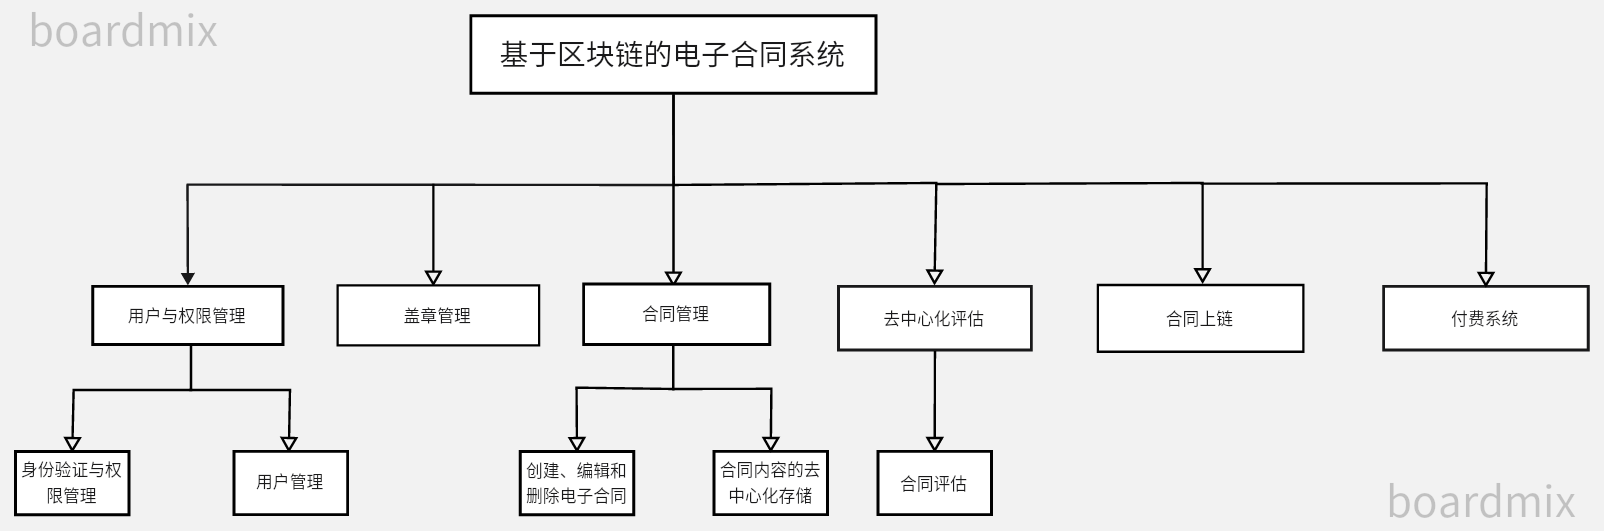 boardmix
基于区块链的电子合同系统
用户与权限管理
盖章管理
合同管理
去中心化评估
合同上链
付费系统
身份验证与权
限管理
用户管理
创建、编辑和
删除电子合同
合同内容的去
中心化存储
合同评估
boardmix